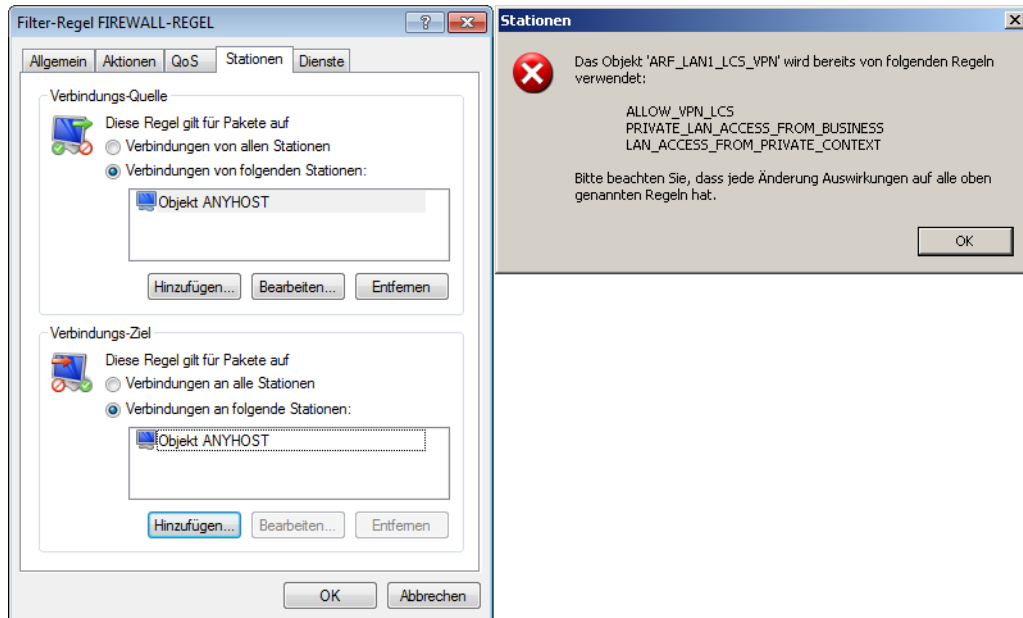 Filter-Regel FIREWALL-REGEL
Allgemein Aktionen QoS Stationen Dienste
Verbindungs-Quelle
Diese Regel gilt für Pakete auf
Verbindungen von allen Stationen
Verbindungen von folgenden Stationen:
Objekt ANYHOST
Hinzufügen... Bearbeiten... Entfernen
Verbindungs-Ziel
Diese Regel gilt für Pakete auf
Verbindungen an alle Stationen
Verbindungen an folgende Stationen:
Objekt ANYHOST
Hinzufügen... Bearbeiten... Entfernen
OK Abbrechen
Stationen
Das Objekt 'ARF_LAN1_LCS_VPN' wird bereits von folgenden Regeln
verwendet:
ALLOW_VPN_LCS
PRIVATE_LAN_ACCESS_FROM_BUSINESS
LAN_ACCESS_FROM_PRIVATE_CONTEXT
Bitte beachten Sie, dass jede Änderung Auswirkungen auf alle oben
genannten Regeln hat.
OK